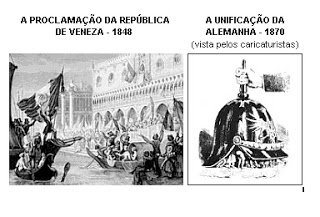 A PROCLAMAÇÃO DA REPÚBLICA
DE VENEZA - 1848
A UNIFICAÇÃO DA
ALEMANHA - 1870
(vista pelos caricaturistas)